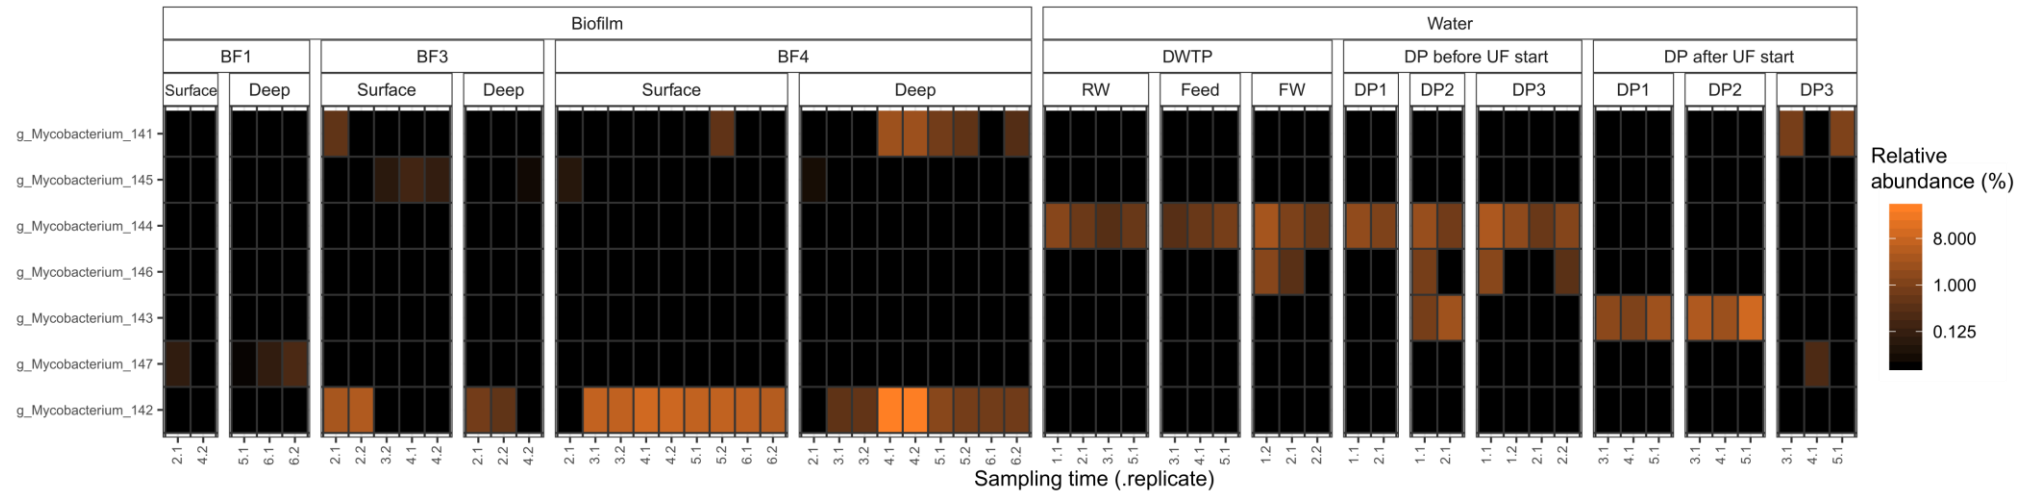 Biofilm Water
BF1 BF3 BF4 DWTP DP before UF start DP after UF start
Surface Deep Surface Deep Surface Deep RW Feed FW DP1 DP2 DP3 DP1 DP2 DP3
g_Mycobacterium_141
g_Mycobacterium_145
g_Mycobacterium_144
g_Mycobacterium_146
g_Mycobacterium_143
g_Mycobacterium_147
g_Mycobacterium_142
2.1 4.2 5.1 6.1 6.2 2.1 2.2 3.2 4.1 4.2 2.1 2.2 4.2 2.1 3.1 3.2 4.1 4.2 5.1 5.2 6.1 6.2 2.1 3.1 3.2 4.1 4.2 5.1 5.2 6.1 6.2 1.1 2.1 3.1 5.1 3.1 4.1 5.1 1.2 2.1 2.2 1.1 2.1 1.1 2.1 1.1 1.2 2.1 2.2 3.1 4.1 5.1 3.1 4.1 5.1 3.1 4.1 5.1
Sampling time (.replicate)
Relative
abundance (%)
8.000
1.000
0.125